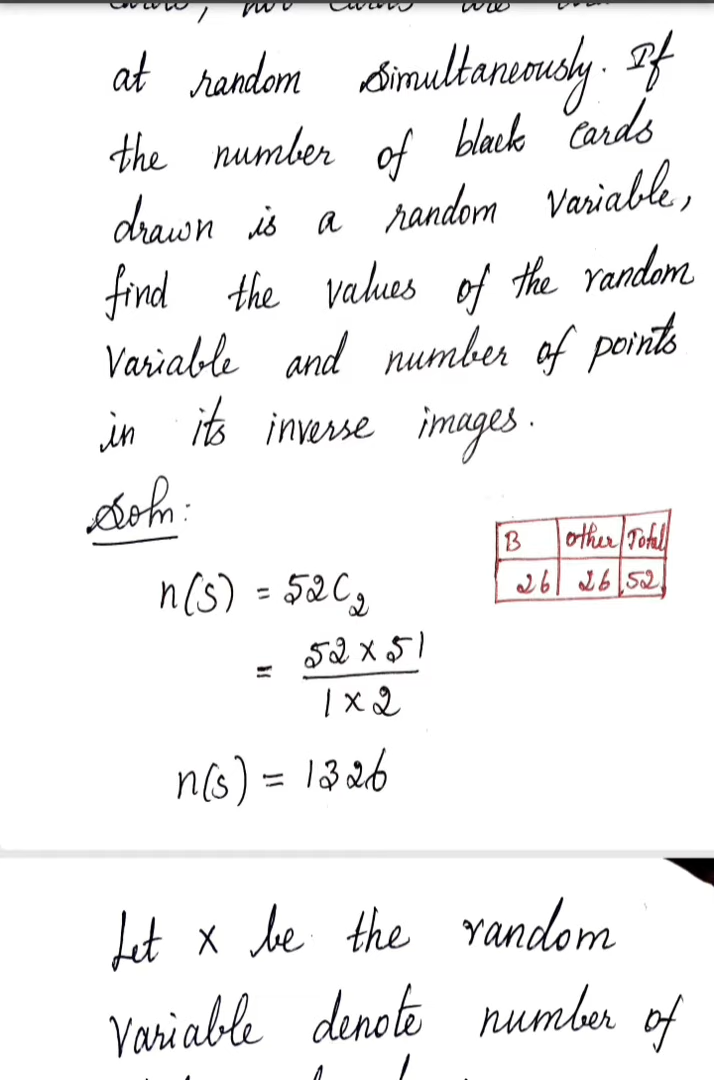 at random simultaneously. If
the number of black cards
drawn is a random variable,
find the values of the random
Variable and number of points
in its inverse images.
Soln:
B other Total
26 26 52
n(S) = 52C₂
= 52 x 51
1 x 2
n(s) = 1326
Let x be the random
Variable denote number of